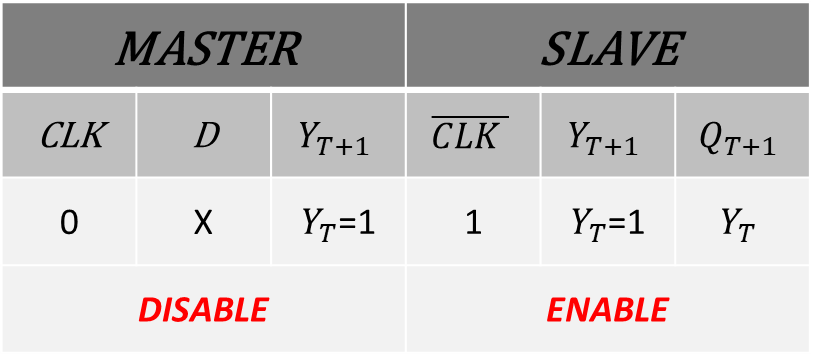 MASTER SLAVE
CLK D Y_{T+1} \overline{CLK} Y_{T+1} Q_{T+1}
0 X Y_T=1 1 Y_T=1 Y_T
DISABLE ENABLE